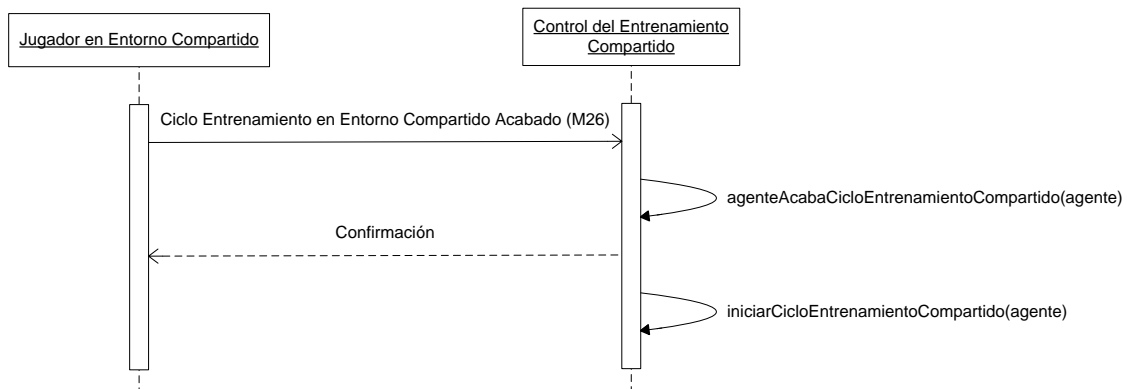 Jugador en Entorno Compartido
Control del Entrenamiento
Compartido
Ciclo Entrenamiento en Entorno Compartido Acabado (M26)
agenteAcabaCicloEntrenamientoCompartido(agente)
Confirmación
iniciarCicloEntrenamientoCompartido(agente)